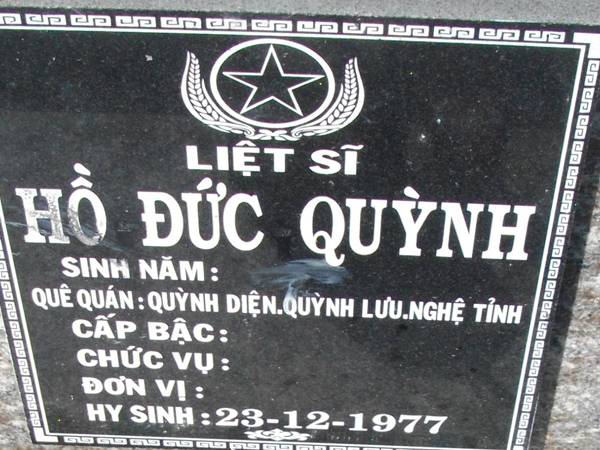 LIỆT SĨ
HỒ ĐỨC QUỲNH
SINH NĂM :
QUÊ QUÁN : QUỲNH DIỆN.QUỲNH LƯU.NGHỆ TỈNH
CẤP BẬC :
CHỨC VỤ :
ĐƠN VỊ :
HY SINH : 23-12-1977